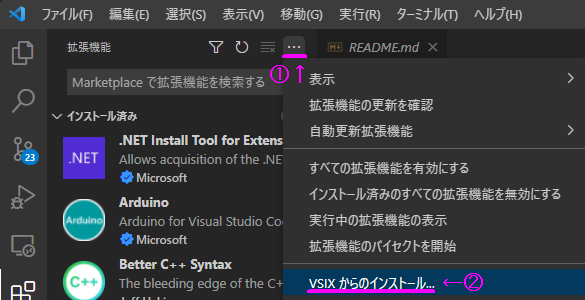 ファイル(F) 編集(E) 選択(S) 表示(V) 移動(G) 実行(R) ターミナル(T) ヘルプ(H)
拡張機能
README.md
① ↑
Marketplace で拡張機能を検索する
インストール済み
.NET
.NET Install Tool for Exten
Allows acquisition of the .NE
Microsoft
Arduino
Arduino for Visual Studio Co
Microsoft
Better C++ Syntax
The bleeding edge of the C+
23
表示
拡張機能の更新を確認
自動更新拡張機能
すべての拡張機能を有効にする
インストール済みのすべての拡張機能を無効にする
実行中の拡張機能の表示
拡張機能のバイセクトを開始
VSIX からのインストール... ←②